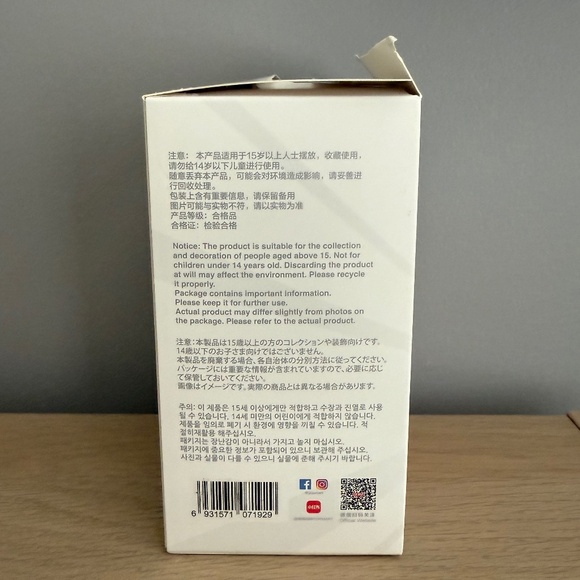 注意： 本产品适用于15岁以上人士摆放，收藏使用，
请勿给14岁以下儿童进行使用。
随意丢弃本产品，可能会对环境造成影响，请妥善进
行回收处理。
包装上含有重要信息，请保留备用
图片可能与实物不符，请以实物为准
产品等级：合格品
合格证：检验合格
Notice: The product is suitable for the collection
and decoration of people aged above 15. Not for
children under 14 years old. Discarding the product
at will may affect the environment. Please recycle
it properly.
Package contains important information.
Please keep it for further use.
Actual product may differ slightly from photos on
the package. Please refer to the actual product.
注意：本製品は15歳以上の方のコレクションや装飾向けです。
14歳以下のお子さま向けではございません。
本製品を廃棄する場合、各自治体の分別方法に従ってください。
パッケージには重要な情報が含まれていますので、必要に応じ
て保管しておいてください。
画像はイメージです。実際の商品とは異なる場合があります。
주의: 이 제품은 15세 이상에게만 적합하고 수장과 진열로 사용
될 수 있습니다. 14세 미만의 어린이에게 적합하지 않습니다.
제품을 임의로 폐기 시 환경에 영향을 끼칠 수 있습니다. 적
절히재활용 해주십시오.
패키지는 장난감이 아니라서 가지고 놀지 마십시오.
패키지에 중요한 정보가 포함되어 있으니 보관해 주십시오.
사진과 실물이 다를 수 있으니 실물에 준해 주시기 바랍니다.
6 931571 071929
小红书
Official Website